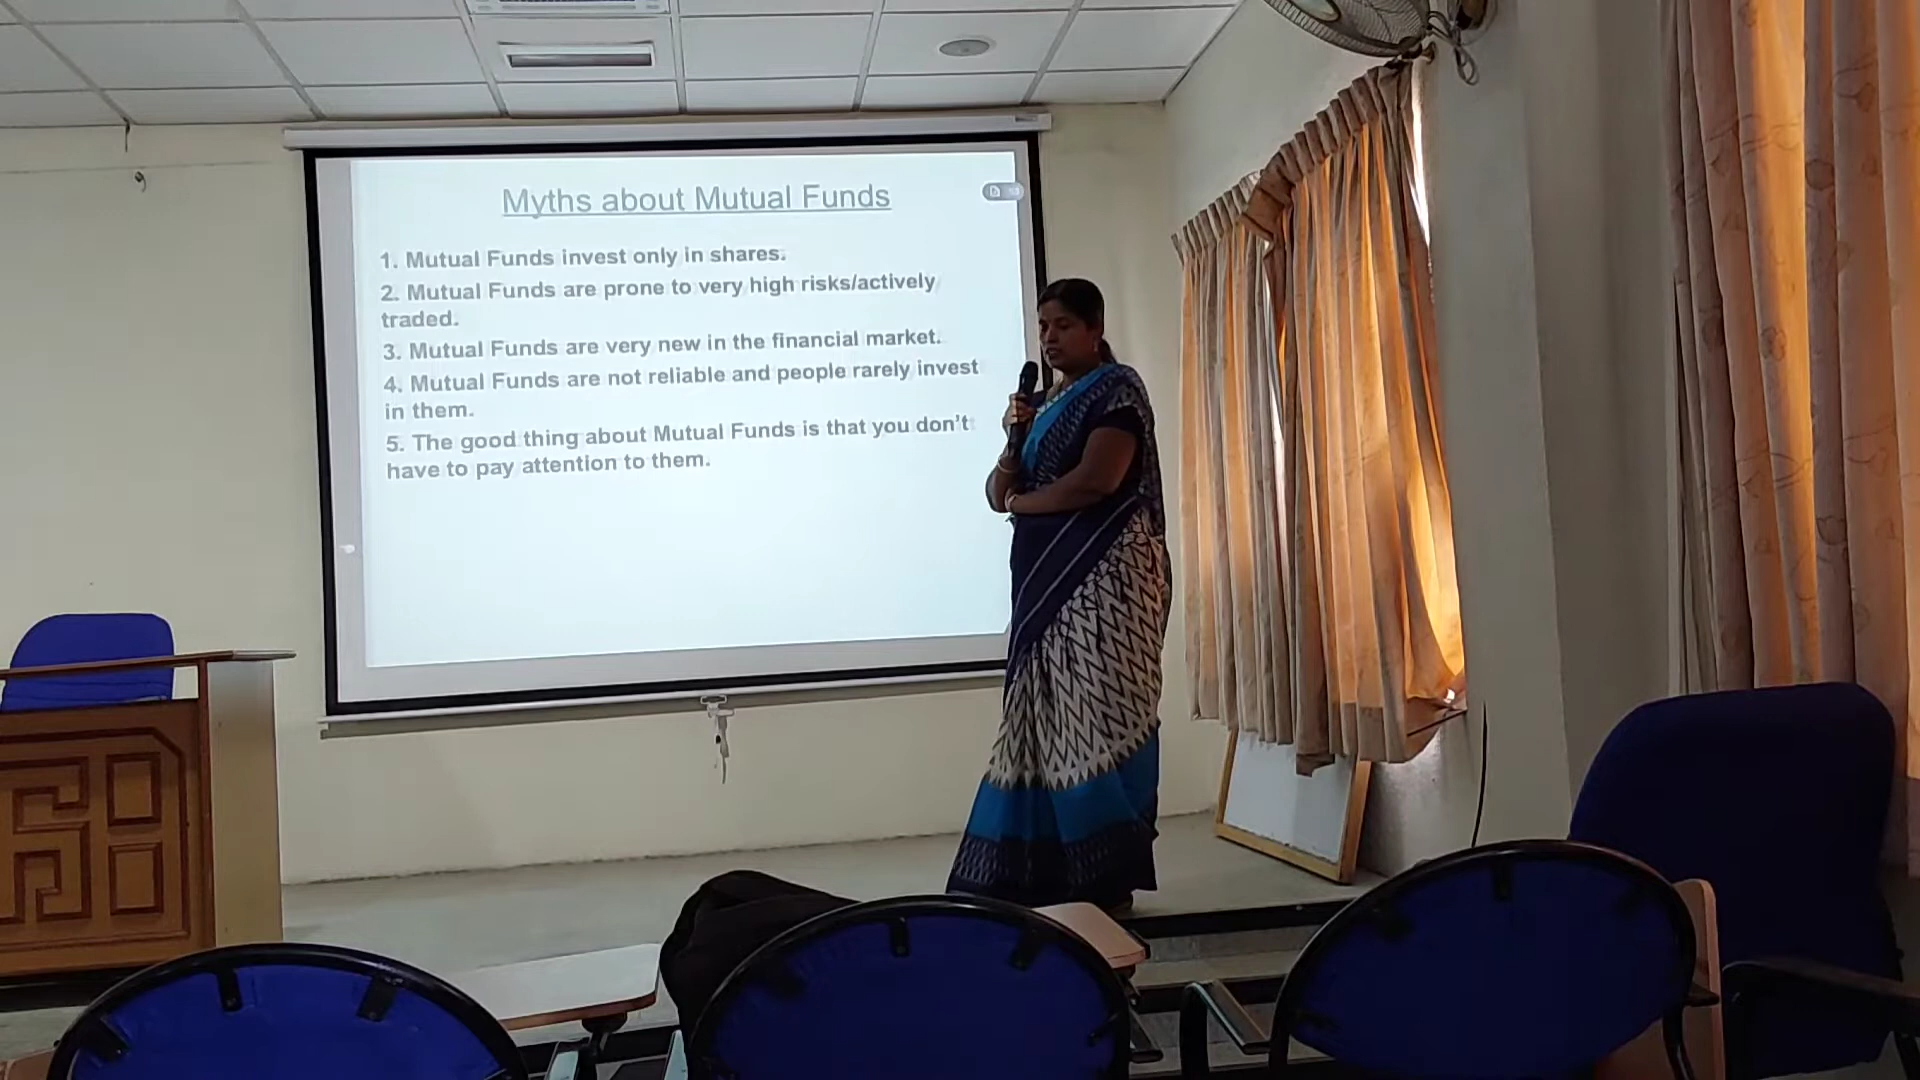 Myths about Mutual Funds
1. Mutual Funds invest only in shares.
2. Mutual Funds are prone to very high risks/actively
traded.
3. Mutual Funds are very new in the financial market.
4. Mutual Funds are not reliable and people rarely invest
in them.
5. The good thing about Mutual Funds is that you don't
have to pay attention to them.